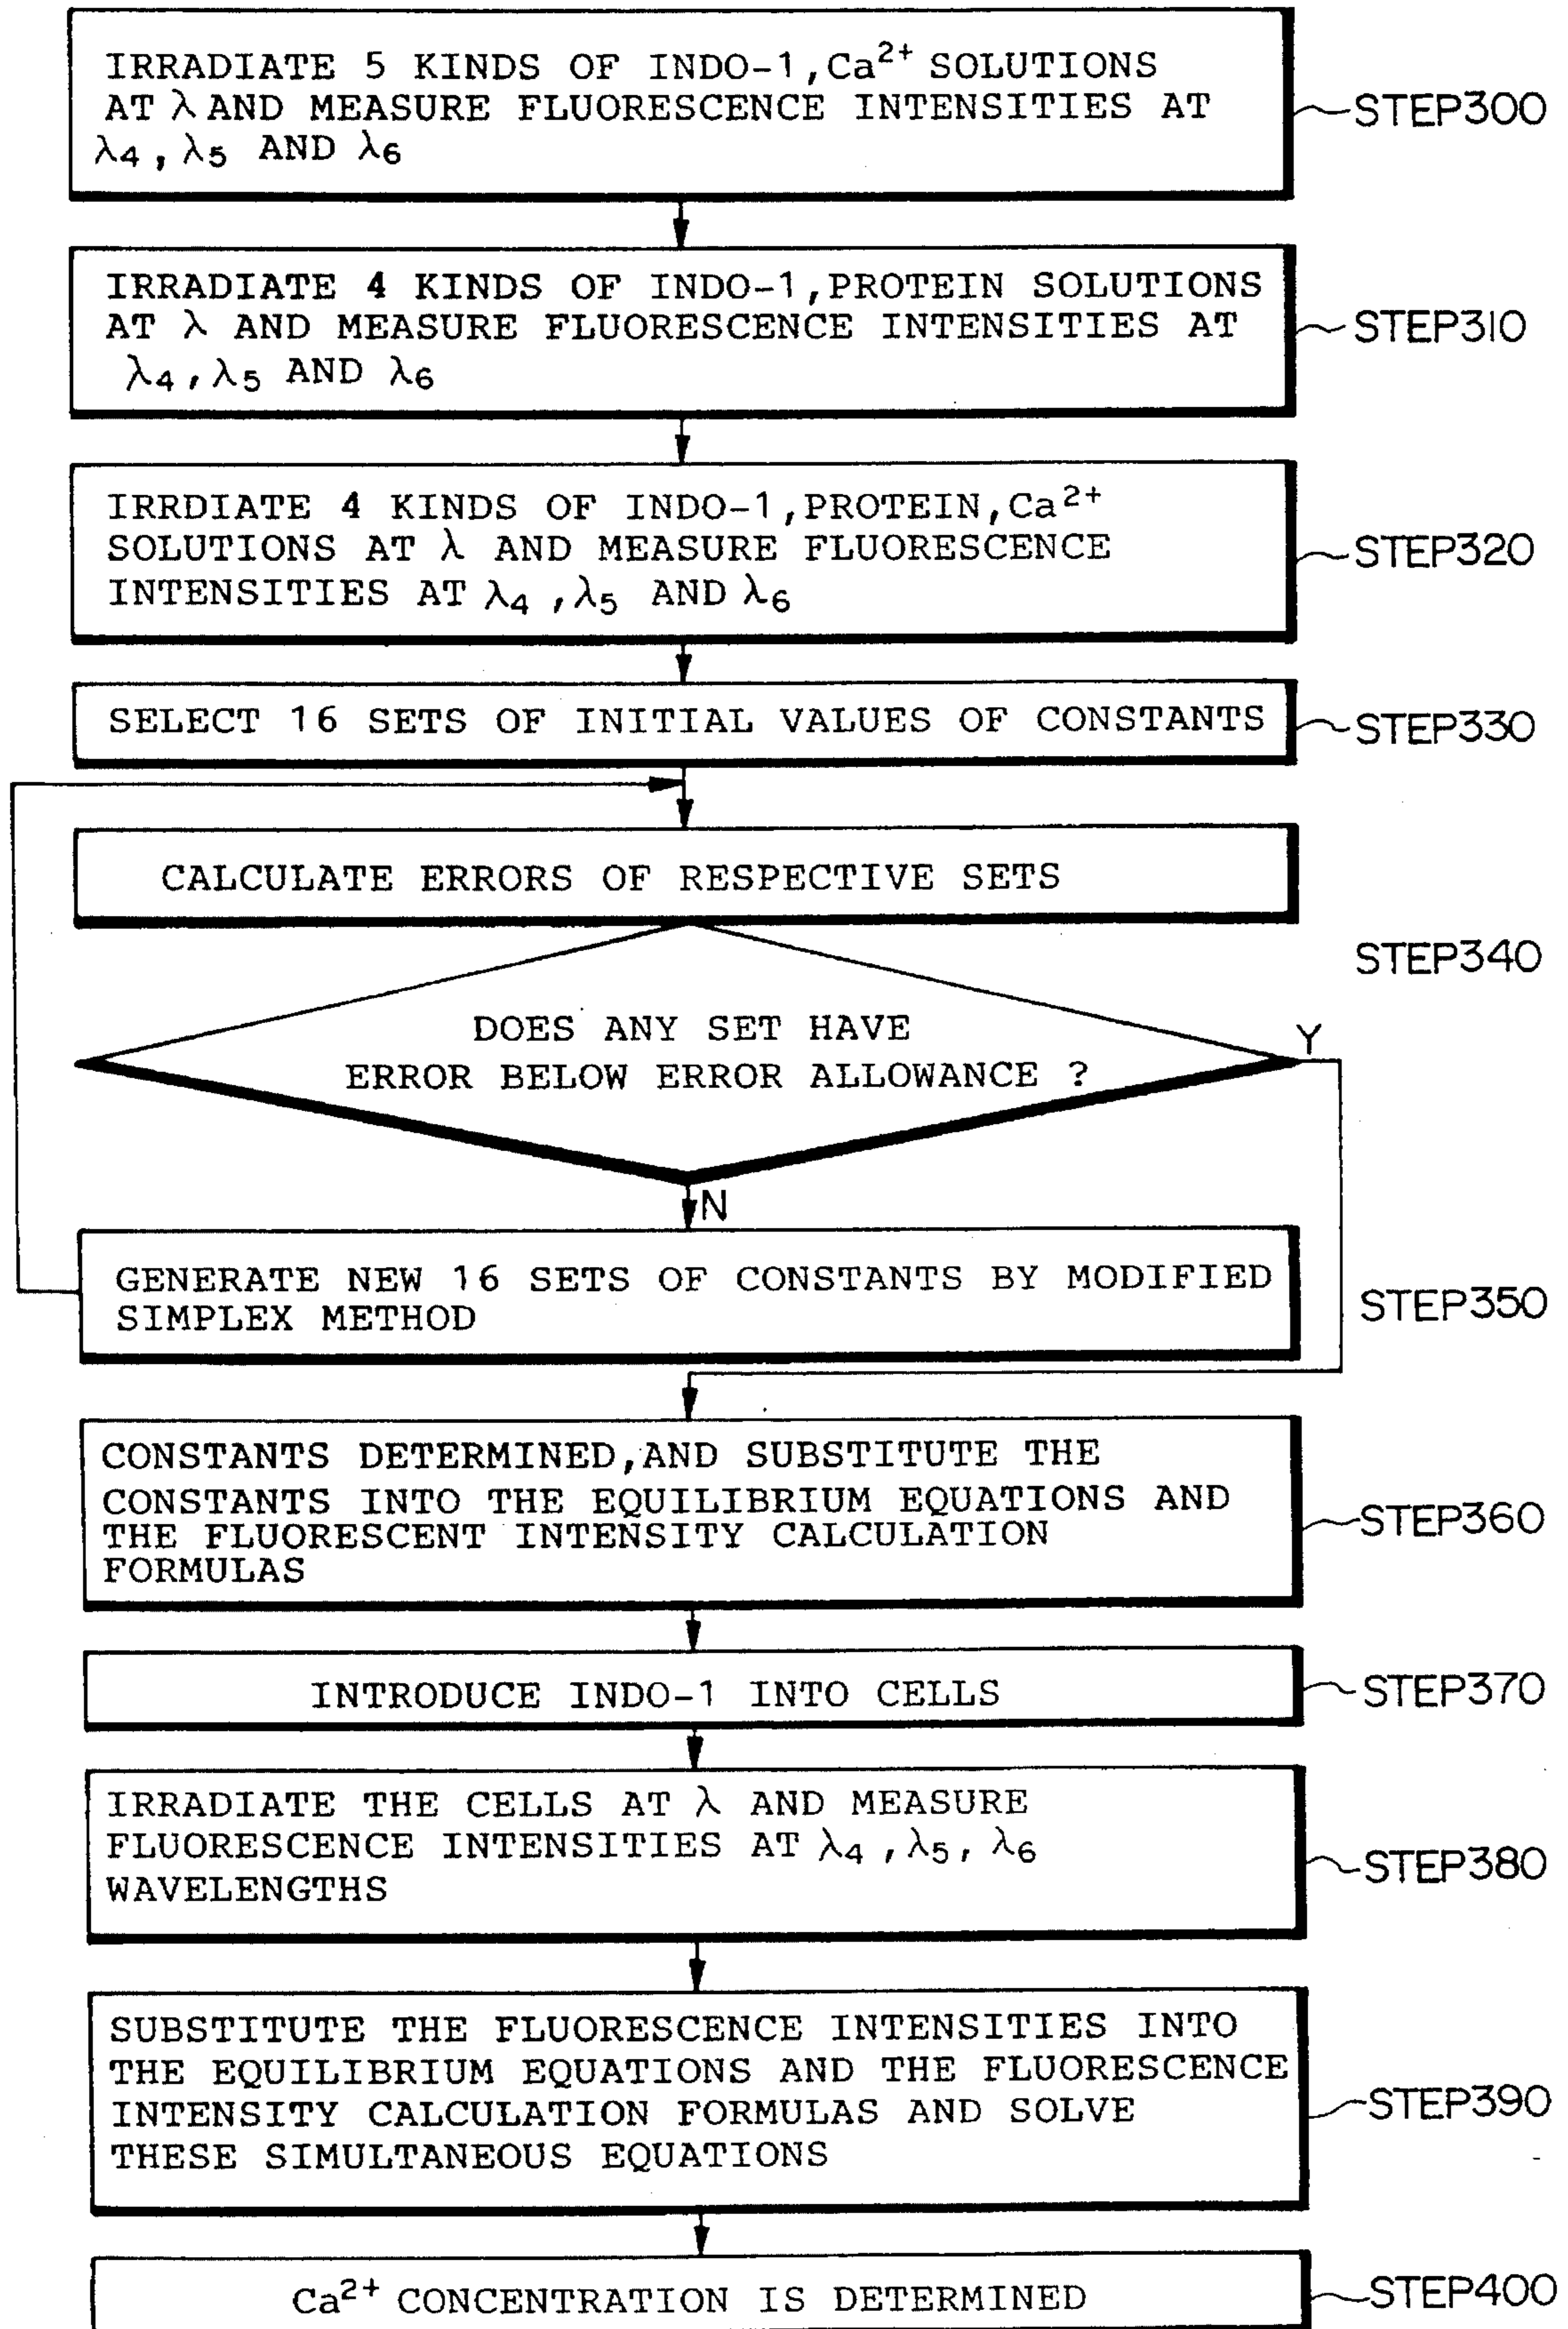 IRRADIATE 5 KINDS OF INDO-1,Ca²⁺ SOLUTIONS
AT λ AND MEASURE FLUORESCENCE INTENSITIES AT
λ₄, λ₅ AND λ₆
STEP300
IRRADIATE 4 KINDS OF INDO-1,PROTEIN SOLUTIONS
AT λ AND MEASURE FLUORESCENCE INTENSITIES AT
λ₄,λ₅ AND λ₆
STEP310
IRRDIATE 4 KINDS OF INDO-1,PROTEIN,Ca²⁺
SOLUTIONS AT λ AND MEASURE FLUORESCENCE
INTENSITIES AT λ₄,λ₅ AND λ₆
STEP320
SELECT 16 SETS OF INITIAL VALUES OF CONSTANTS
STEP330
CALCULATE ERRORS OF RESPECTIVE SETS
STEP340
DOES ANY SET HAVE
ERROR BELOW ERROR ALLOWANCE ?
Y
N
GENERATE NEW 16 SETS OF CONSTANTS BY MODIFIED
SIMPLEX METHOD
STEP350
CONSTANTS DETERMINED,AND SUBSTITUTE THE
CONSTANTS INTO THE EQUILIBRIUM EQUATIONS AND
THE FLUORESCENT INTENSITY CALCULATION
FORMULAS
STEP360
INTRODUCE INDO-1 INTO CELLS
STEP370
IRRADIATE THE CELLS AT λ AND MEASURE
FLUORESCENCE INTENSITIES AT λ₄,λ₅, λ₆
WAVELENGTHS
STEP380
SUBSTITUTE THE FLUORESCENCE INTENSITIES INTO
THE EQUILIBRIUM EQUATIONS AND THE FLUORESCENCE
INTENSITY CALCULATION FORMULAS AND SOLVE
THESE SIMULTANEOUS EQUATIONS
STEP390
Ca²⁺ CONCENTRATION IS DETERMINED
STEP400